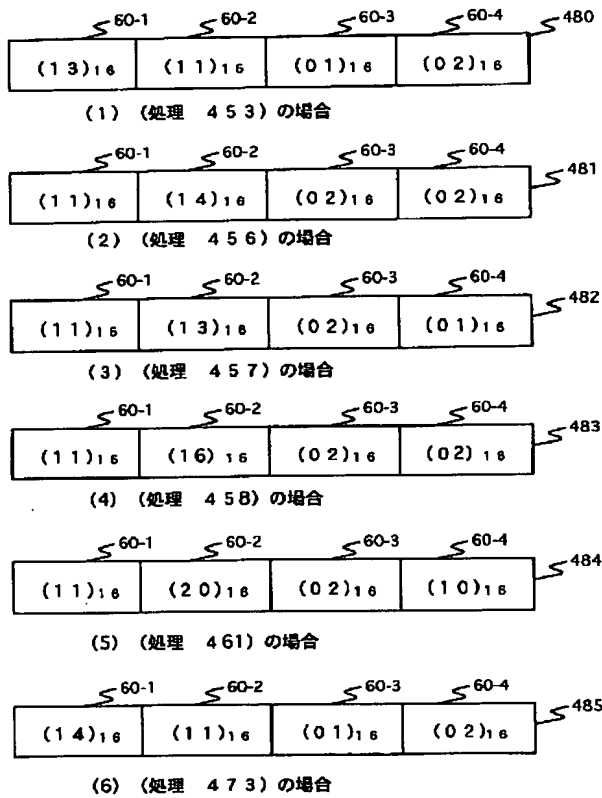 60-1 60-2 60-3 60-4 480
(13)₁₆ (11)₁₆ (01)₁₆ (02)₁₆
(1) (処理 453)の場合
60-1 60-2 60-3 60-4 481
(11)₁₆ (14)₁₆ (02)₁₆ (02)₁₆
(2) (処理 456)の場合
60-1 60-2 60-3 60-4 482
(11)₁₆ (13)₁₆ (02)₁₆ (01)₁₆
(3) (処理 457)の場合
60-1 60-2 60-3 60-4 483
(11)₁₆ (16)₁₆ (02)₁₆ (02)₁₆
(4) (処理 458)の場合
60-1 60-2 60-3 60-4 484
(11)₁₆ (20)₁₆ (02)₁₆ (10)₁₆
(5) (処理 461)の場合
60-1 60-2 60-3 60-4 485
(14)₁₆ (11)₁₆ (01)₁₆ (02)₁₆
(6) (処理 473)の場合